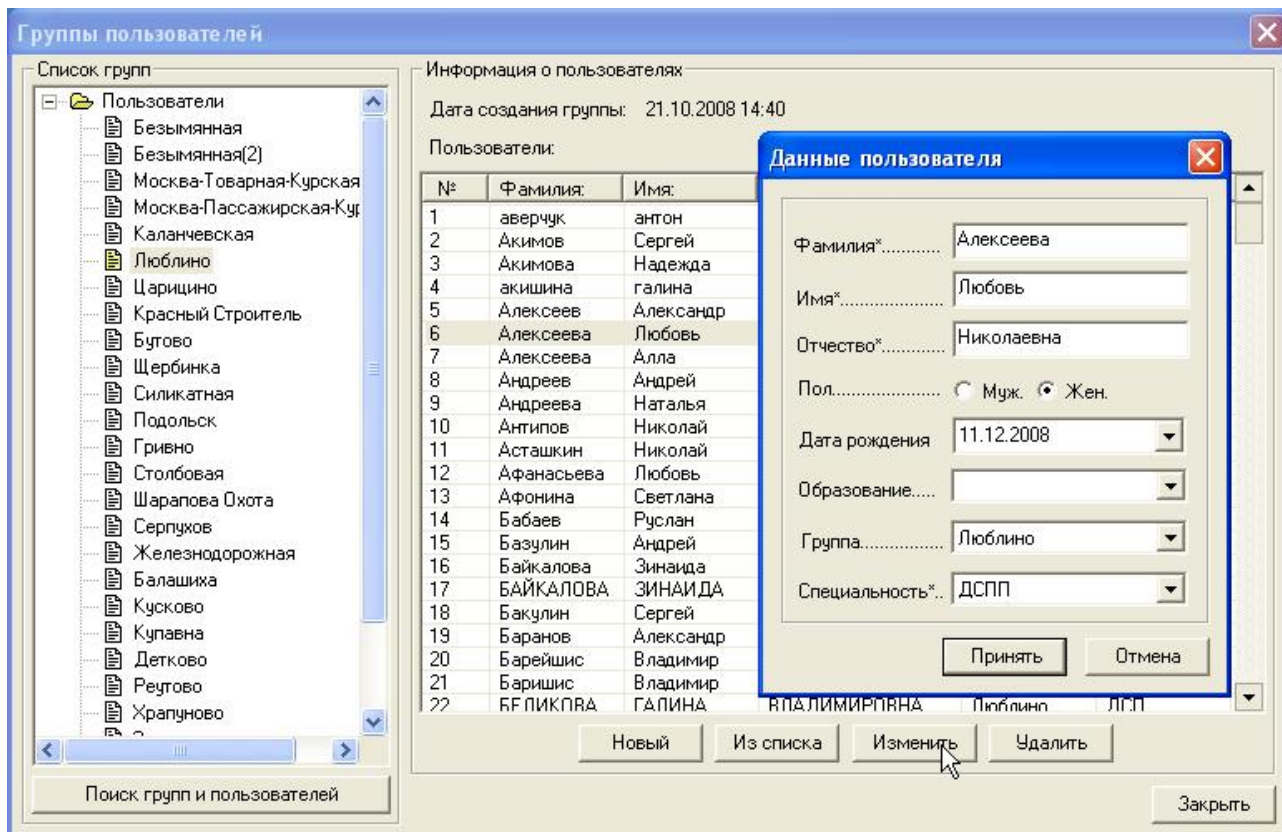 Группы пользователей
Список групп
Пользователи
Безымянная
Безымянная(2)
Москва-Товарная-Курская
Москва-Пассажирская-Кур
Каланчевская
Люблино
Царицино
Красный Строитель
Бутово
Щербинка
Силикатная
Подольск
Гривно
Столбовая
Шарапова Охота
Серпухов
Железнодорожная
Балашиха
Кусково
Купавна
Детково
Реутово
Храпуново
Поиск групп и пользователей
Информация о пользователях
Дата создания группы: 21.10.2008 14:40
Пользователи:
№ Фамилия: Имя:
1 аверчук антон
2 Акимов Сергей
3 Акимова Надежда
4 акишина галина
5 Алексеев Александр
6 Алексеева Любовь
7 Алексеева Алла
8 Андреев Андрей
9 Андреева Наталья
10 Антипов Николай
11 Асташкин Николай
12 Афанасьева Любовь
13 Афонина Светлана
14 Бабаев Руслан
15 Базулин Андрей
16 Байкалова Зинаида
17 БАЙКАЛОВА ЗИНАИДА
18 Бакулин Сергей
19 Баранов Александр
20 Барейшис Владимир
21 Баришис Владимир
22 БЕЛИКОВА ГАЛИНА ВЛАДИМИРОВНА Люблино ДСП
Новый Из списка Изменить Удалить
Закрыть
Данные пользователя
Фамилия*........... Алексеева
Имя*.................... Любовь
Отчество*............ Николаевна
Пол..................... Муж. Жен.
Дата рождения 11.12.2008
Образование.....
Группа................ Люблино
Специальность*.. ДСПП
Принять Отмена